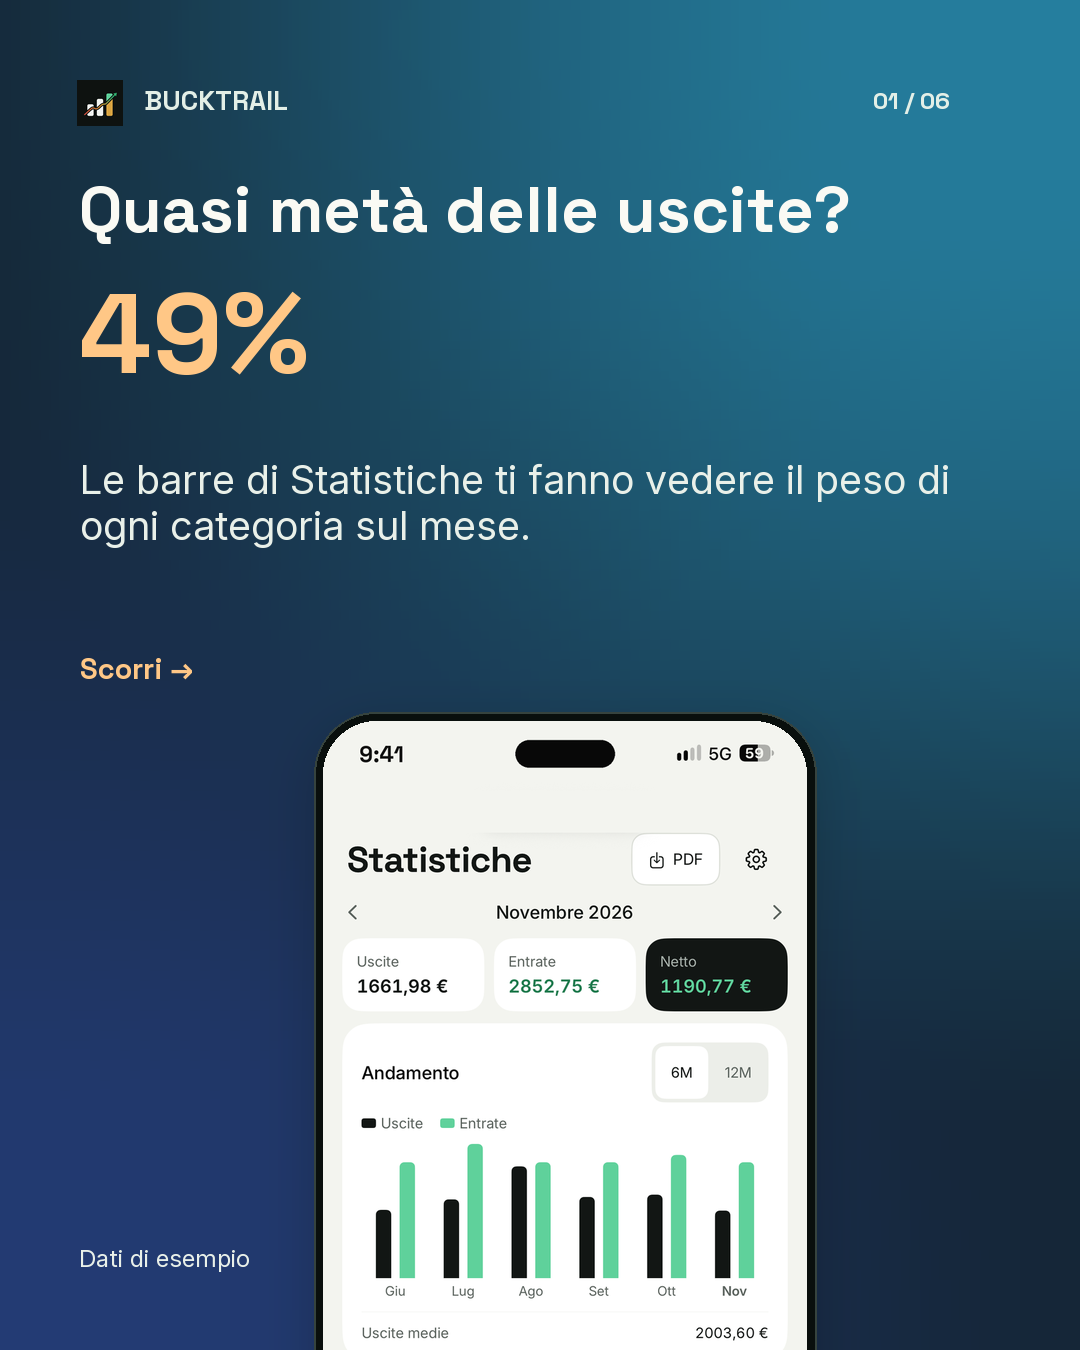 BUCKTRAIL
01 / 06
Quasi metà delle uscite?
49%
Le barre di Statistiche ti fanno vedere il peso di
ogni categoria sul mese.
Scorri →
9:41
5G 59
Statistiche
PDF
Novembre 2026
Uscite
1661,98 €
Entrate
2852,75 €
Netto
1190,77 €
Andamento
6M
12M
Uscite
Entrate
Giu
Lug
Ago
Set
Ott
Nov
Dati di esempio
Uscite medie
2003,60 €